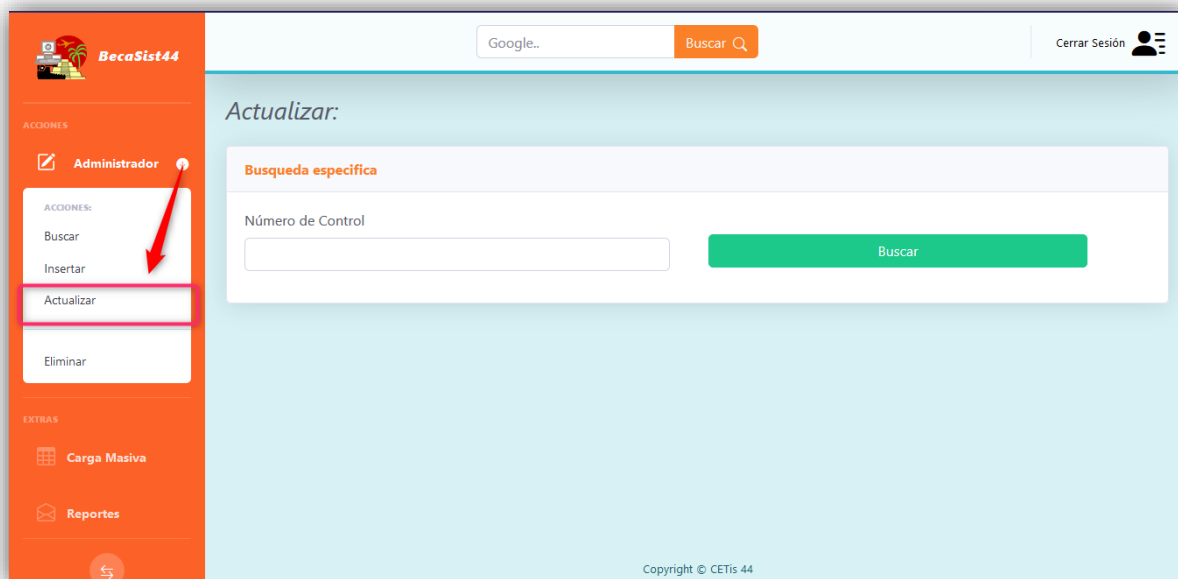 BecaSist44
Google..
Buscar
Cerrar Sesión
ACCIONES
Administrador
ACCIONES:
Buscar
Insertar
Actualizar
Eliminar
EXTRAS
Carga Masiva
Reportes
Actualizar:
Busqueda especifica
Número de Control
Buscar
Copyright © CETis 44